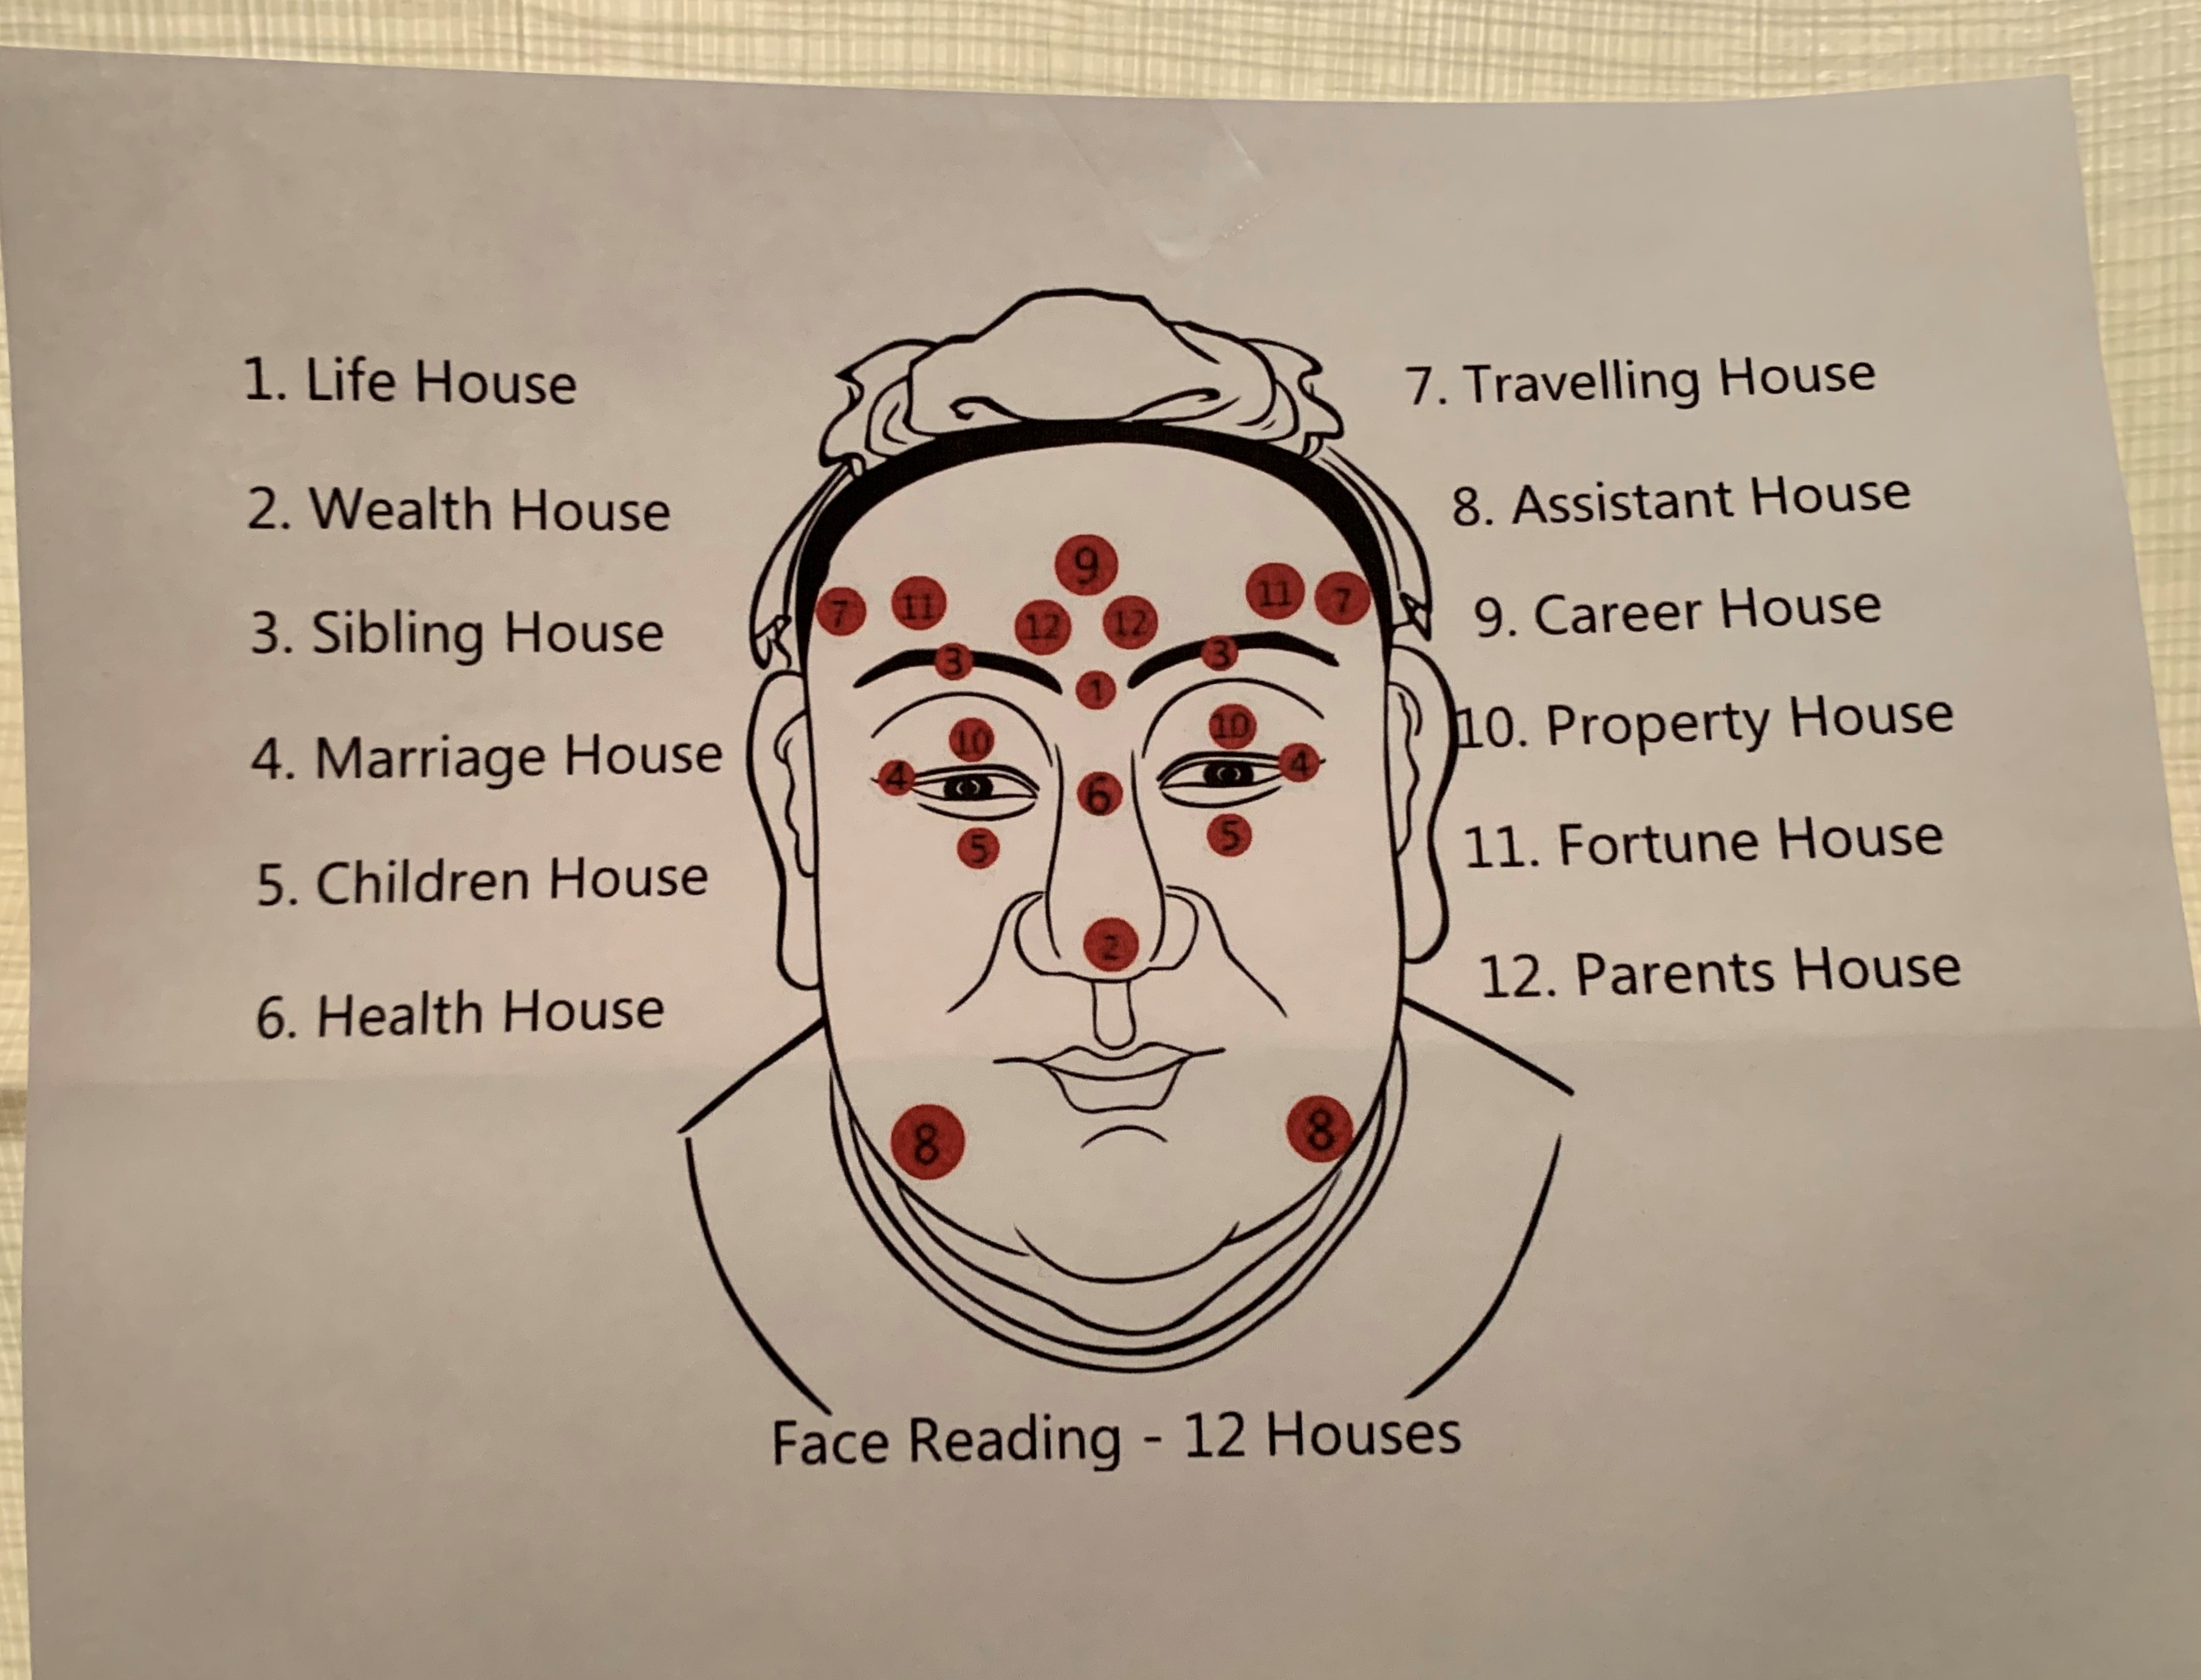 1. Life House
2. Wealth House
3. Sibling House
4. Marriage House
5. Children House
6. Health House
7. Travelling House
8. Assistant House
9. Career House
10. Property House
11. Fortune House
12. Parents House
9
7 11 12 12 11 7
3 1 3
10 10
4 6 4
5 5
2
8 8
Face Reading - 12 Houses